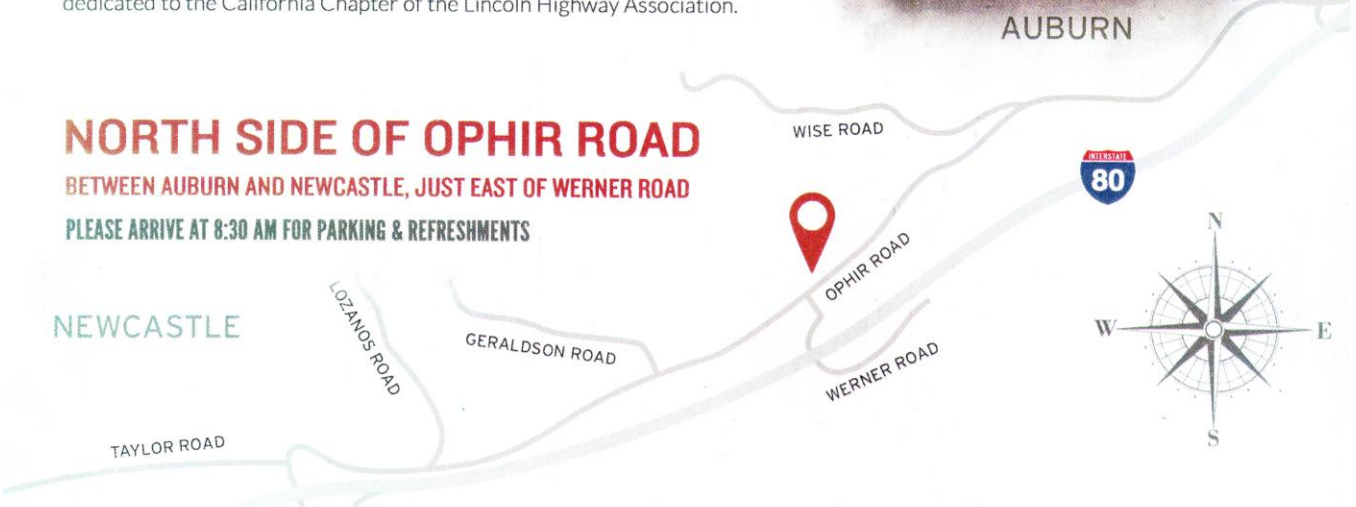 dedicated to the California Chapter of the Lincoln Highway Association.
AUBURN
NORTH SIDE OF OPHIR ROAD
BETWEEN AUBURN AND NEWCASTLE, JUST EAST OF WERNER ROAD
PLEASE ARRIVE AT 8:30 AM FOR PARKING & REFRESHMENTS
WISE ROAD
INTERSTATE
80
OPHIR ROAD
NEWCASTLE
LOZANOS ROAD
GERALDSON ROAD
WERNER ROAD
TAYLOR ROAD
N
W
E
S